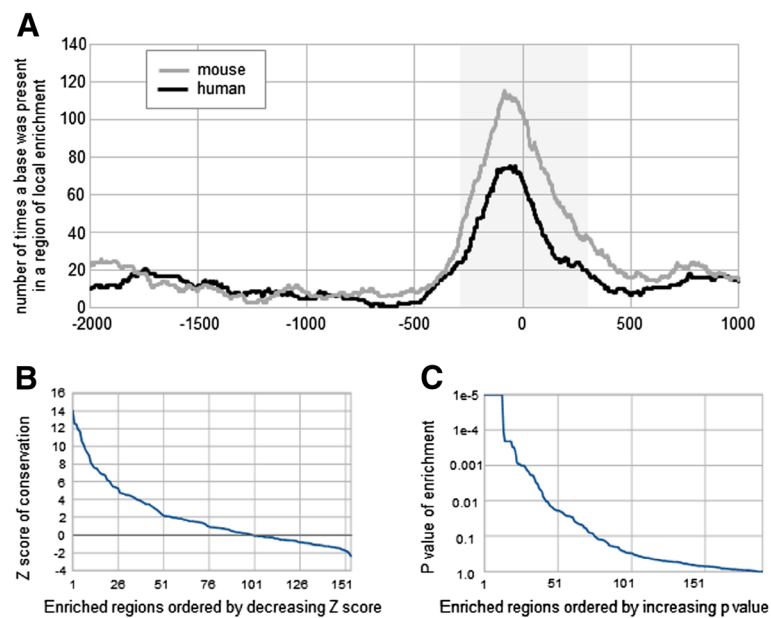 A
number of times a base was present
in a region of local enrichment
140
120
100
80
60
40
20
0
mouse
human
-2000 -1500 -1000 -500 0 500 1000
B
Z score of conservation
16
14
12
10
8
6
4
2
0
-2
-4
1 26 51 76 101 126 151
Enriched regions ordered by decreasing Z score
C
P value of enrichment
1e-5
1e-4
0.001
0.01
0.1
1.0
1 51 101 151
Enriched regions ordered by increasing p value